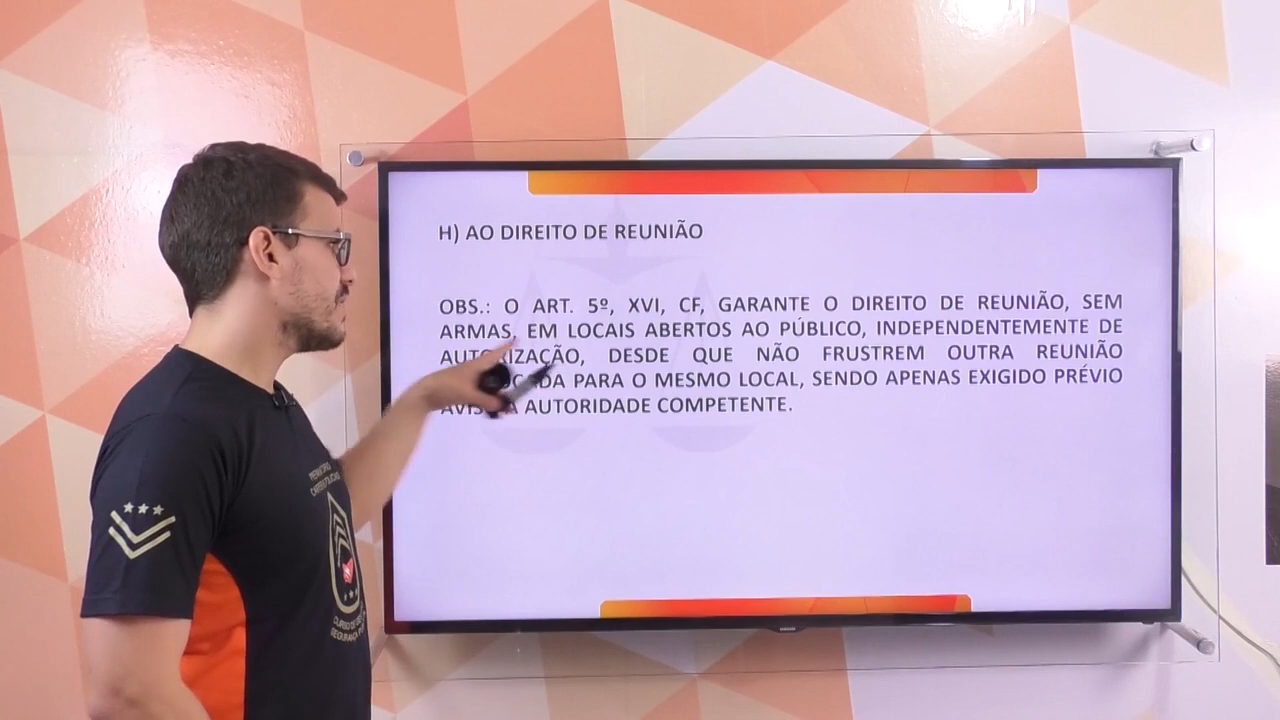 H) AO DIREITO DE REUNIÃO
OBS.: O ART. 5º, XVI, CF, GARANTE O DIREITO DE REUNIÃO, SEM
ARMAS, EM LOCAIS ABERTOS AO PÚBLICO, INDEPENDENTEMENTE DE
AUTORIZAÇÃO, DESDE QUE NÃO FRUSTREM OUTRA REUNIÃO
PARA O MESMO LOCAL, SENDO APENAS EXIGIDO PRÉVIO
AUTORIDADE COMPETENTE.